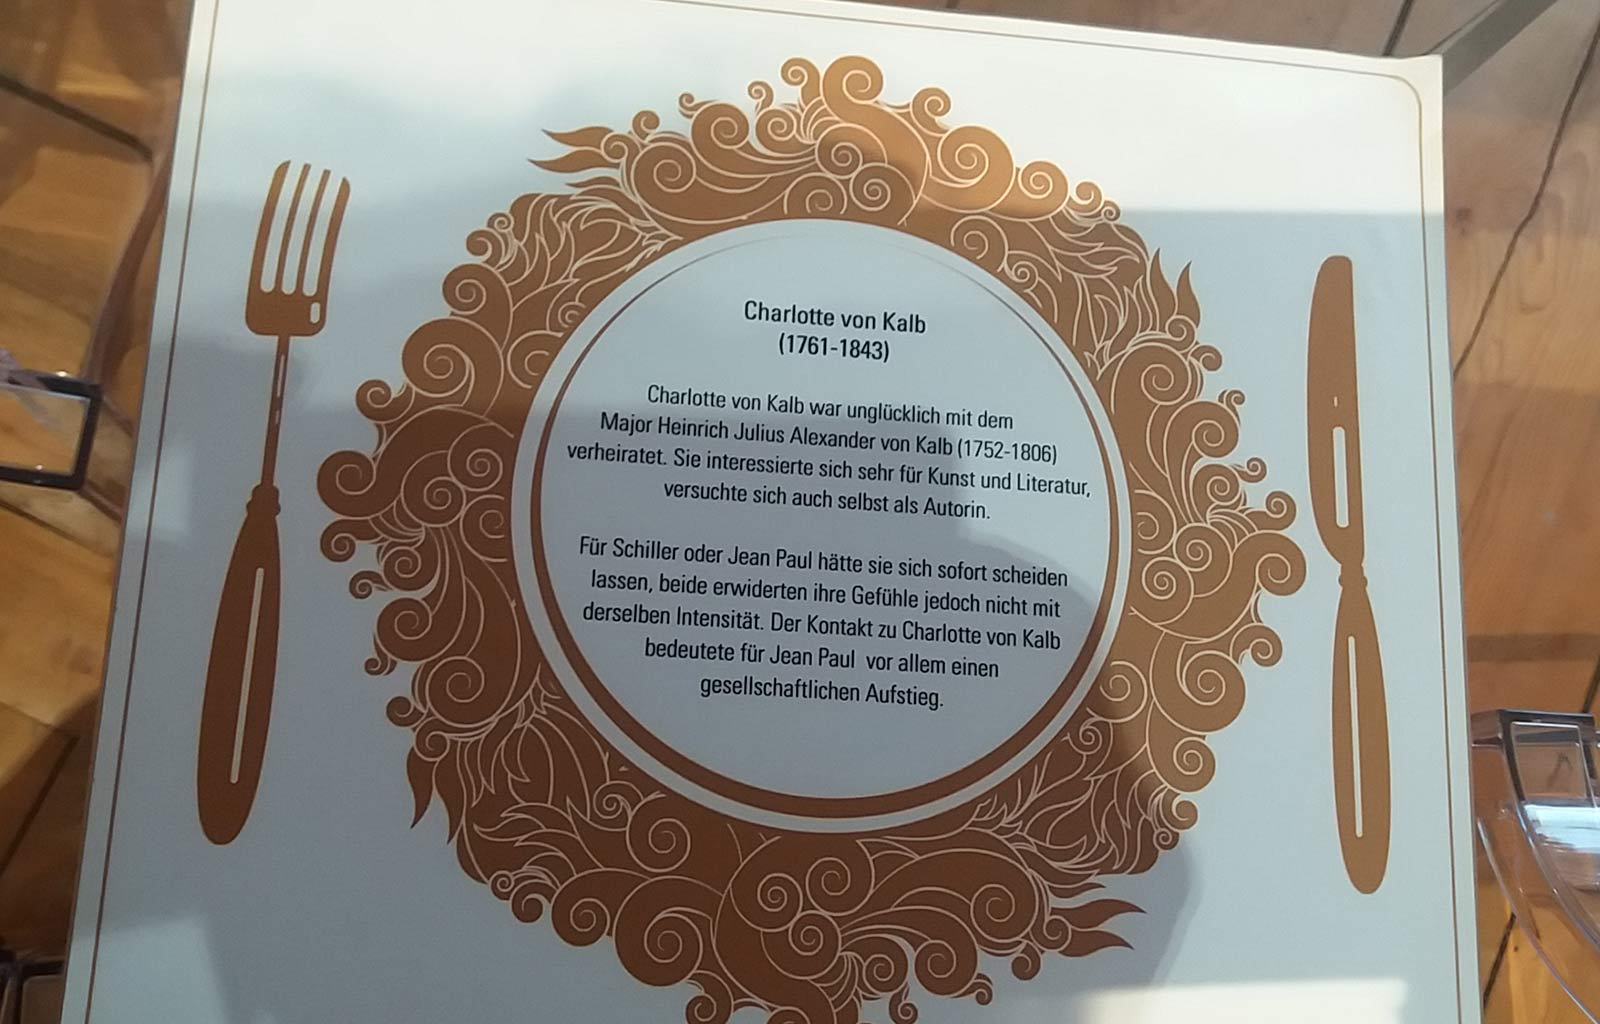 Charlotte von Kalb
(1761-1843)
Charlotte von Kalb war unglücklich mit dem
Major Heinrich Julius Alexander von Kalb (1752-1806)
verheiratet. Sie interessierte sich sehr für Kunst und Literatur,
versuchte sich auch selbst als Autorin.
Für Schiller oder Jean Paul hätte sie sich sofort scheiden
lassen, beide erwiderten ihre Gefühle jedoch nicht mit
derselben Intensität. Der Kontakt zu Charlotte von Kalb
bedeutete für Jean Paul vor allem einen
gesellschaftlichen Aufstieg.